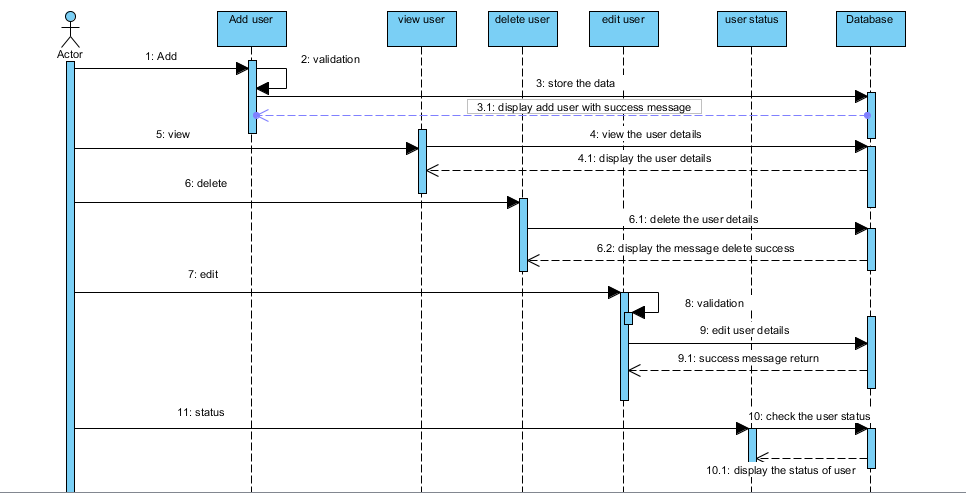 Add user
view user
delete user
edit user
user status
Database
Actor
1: Add
2: validation
3: store the data
3.1: display add user with success message
5: view
4: view the user details
4.1: display the user details
6: delete
6.1: delete the user details
6.2: display the message delete success
7: edit
8: validation
9: edit user details
9.1: success message return
11: status
10: check the user status
10.1: display the status of user